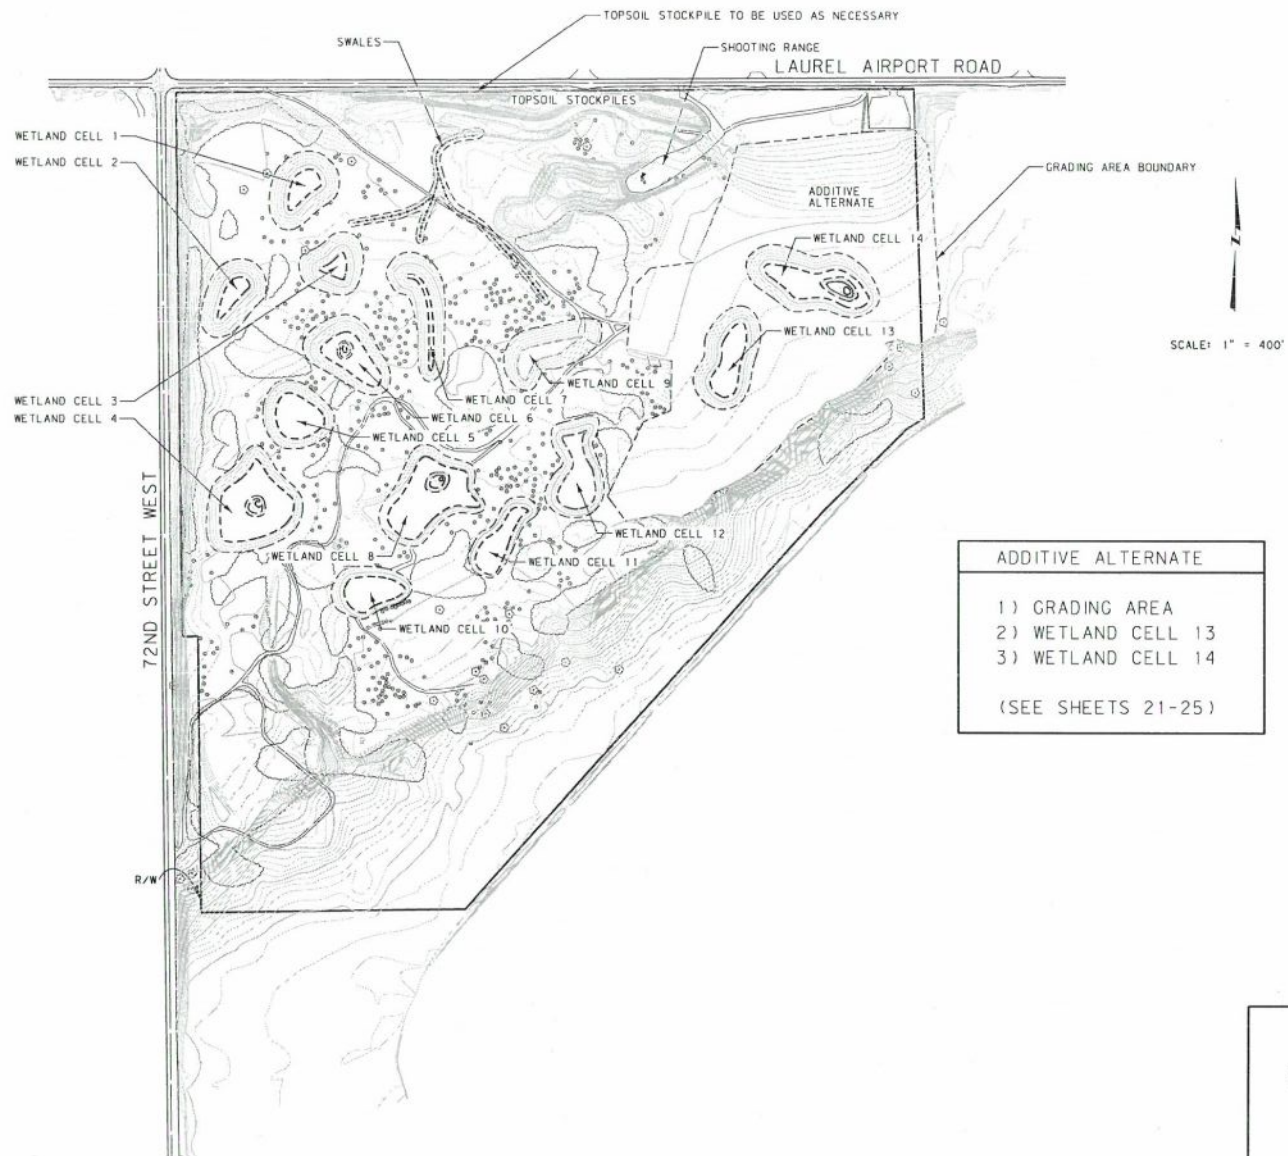 TOPSOIL STOCKPILE TO BE USED AS NECESSARY
SWALES
SHOOTING RANGE
LAUREL AIRPORT ROAD
TOPSOIL STOCKPILES
WETLAND CELL 1
WETLAND CELL 2
GRADING AREA BOUNDARY
ADDITIVE
ALTERNATE
WETLAND CELL 14
N
WETLAND CELL 13
SCALE: 1" = 400'
WETLAND CELL 9
WETLAND CELL 3
WETLAND CELL 7
WETLAND CELL 4
WETLAND CELL 6
WETLAND CELL 5
WETLAND CELL 12
WETLAND CELL 8
WETLAND CELL 11
WETLAND CELL 10
72ND STREET WEST
ADDITIVE ALTERNATE
1) GRADING AREA
2) WETLAND CELL 13
3) WETLAND CELL 14
(SEE SHEETS 21-25)
R/W